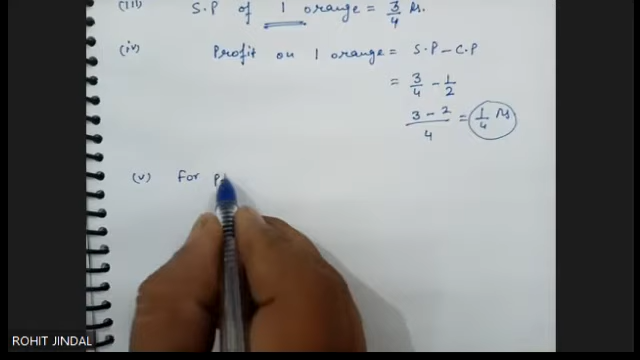 (iii) S.P of 1 orange = 3/4 Rs.
(iv) Profit on 1 orange = S.P - C.P
= 3/4 - 1/2
3 - 2/4 = 1/4 Rs
(v) For
ROHIT JINDAL